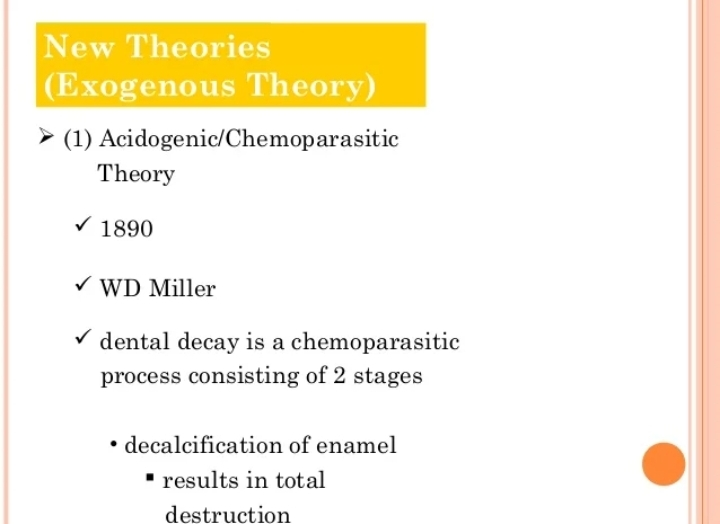 New Theories
(Exogenous Theory)
➢ (1) Acidogenic/Chemoparasitic
Theory
✓ 1890
✓ WD Miller
✓ dental decay is a chemoparasitic
process consisting of 2 stages
• decalcification of enamel
▪ results in total
destruction